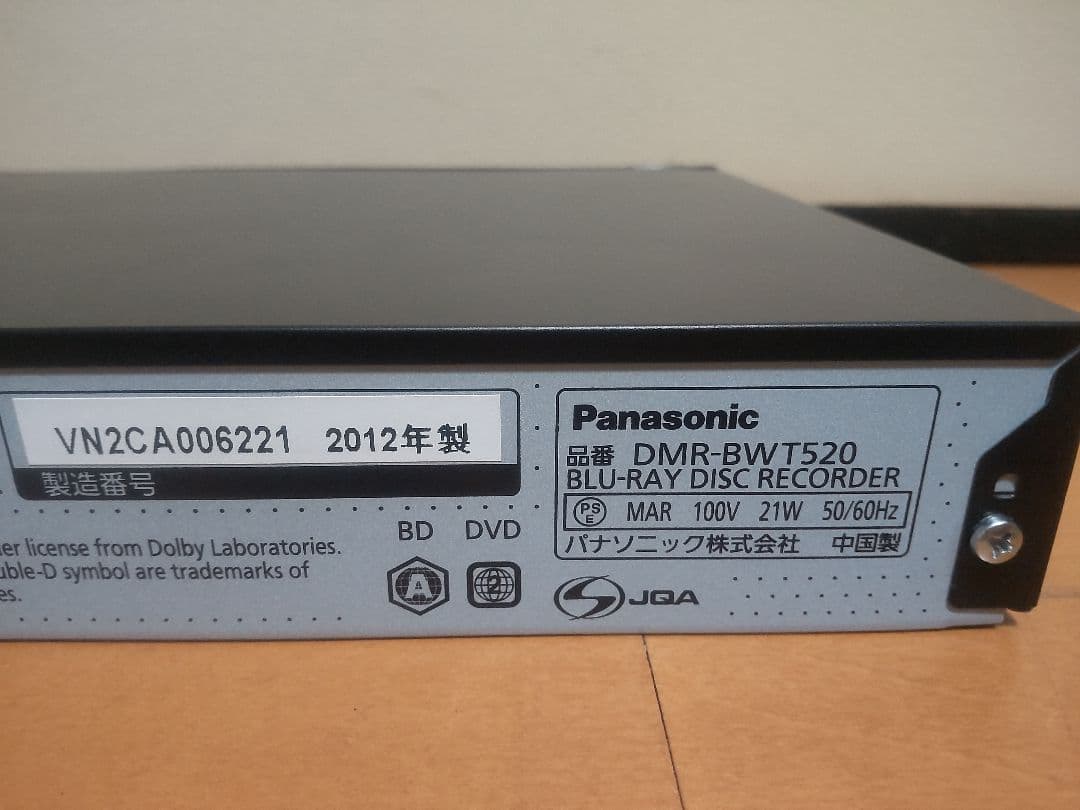 VN2CA006221 2012年製
製造番号
er license from Dolby Laboratories.
uble-D symbol are trademarks of
es.
BD DVD
A 2
Panasonic
品番 DMR-BWT520
BLU-RAY DISC RECORDER
PSE MAR 100V 21W 50/60Hz
パナソニック株式会社 中国製
JQA